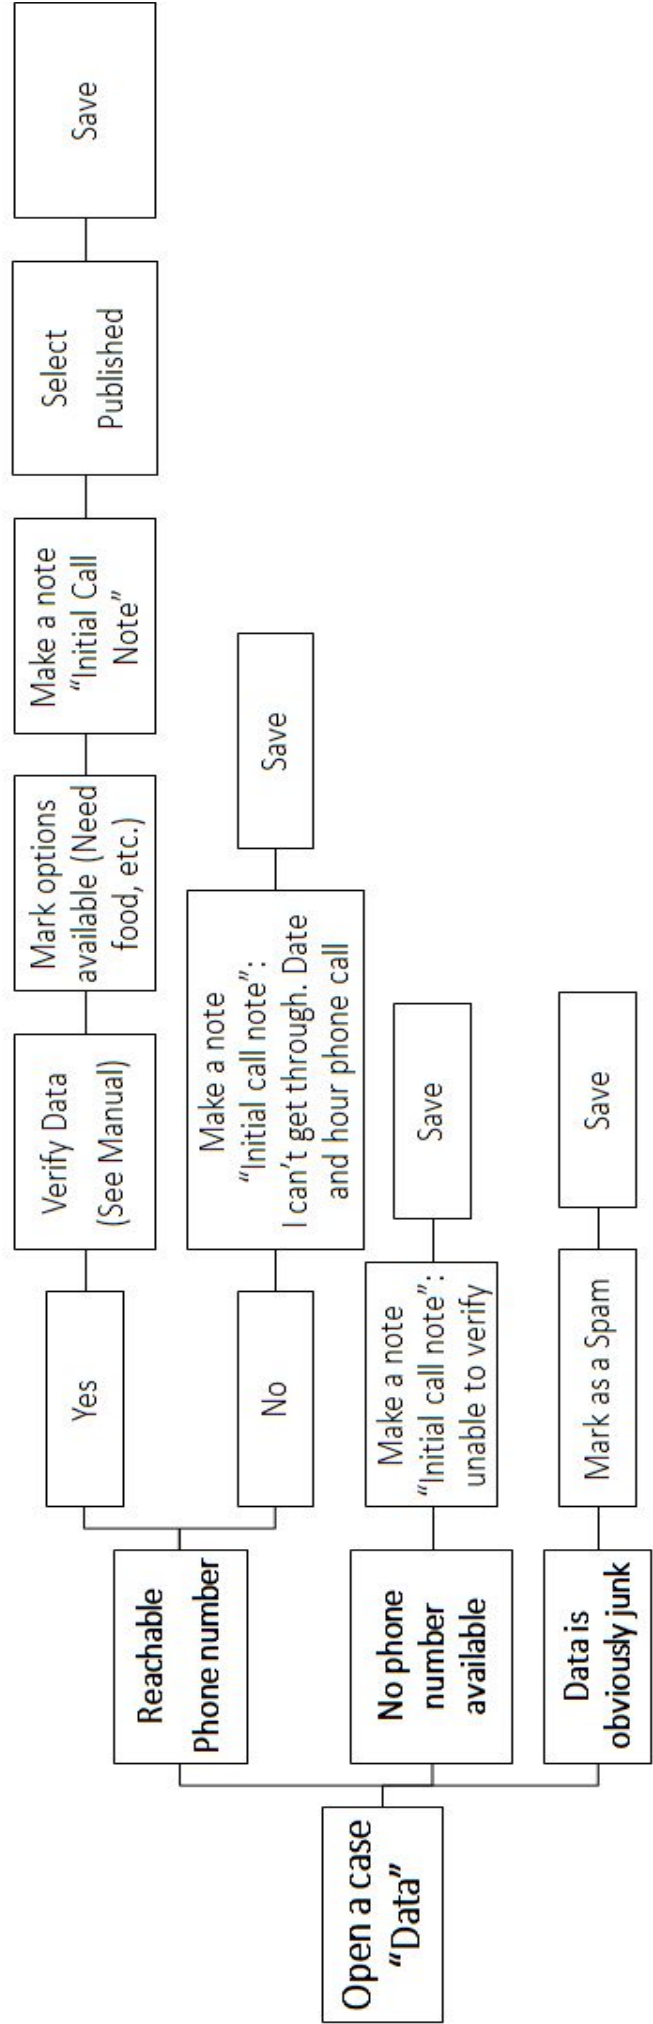 Open a case
“Data”
Reachable
Phone number
Yes
Verify Data
(See Manual)
Mark options
available (Need
food, etc.)
Make a note
“Initial Call
Note”
Select
Published
Save
No
Make a note
“Initial call note”:
I can’t get through. Date
and hour phone call
Save
No phone
number
available
Make a note
“Initial call note”:
unable to verify
Save
Data is
obviously junk
Mark as a Spam
Save